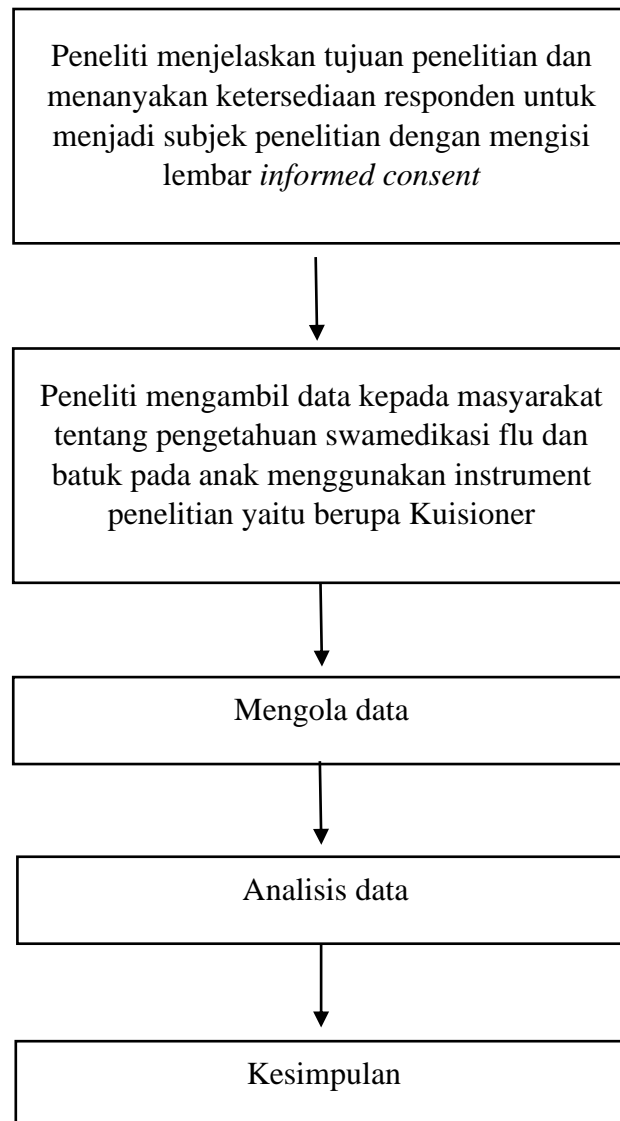 Peneliti menjelaskan tujuan penelitian dan
menanyakan ketersediaan responden untuk
menjadi subjek penelitian dengan mengisi
lembar informed consent
Peneliti mengambil data kepada masyarakat
tentang pengetahuan swamedikasi flu dan
batuk pada anak menggunakan instrument
penelitian yaitu berupa Kuisioner
Mengola data
Analisis data
Kesimpulan